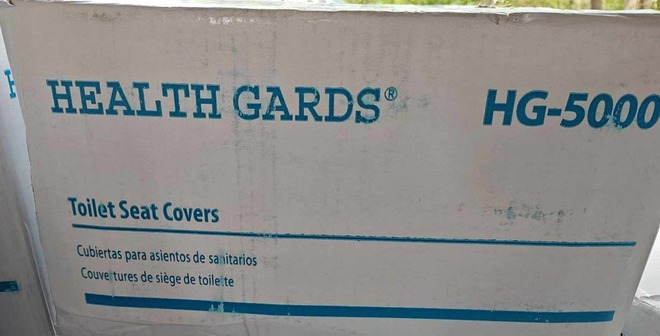 HEALTH GARDS® HG-5000
Toilet Seat Covers
Cubiertas para asientos de sanitarios
Couvertures de siège de toilette